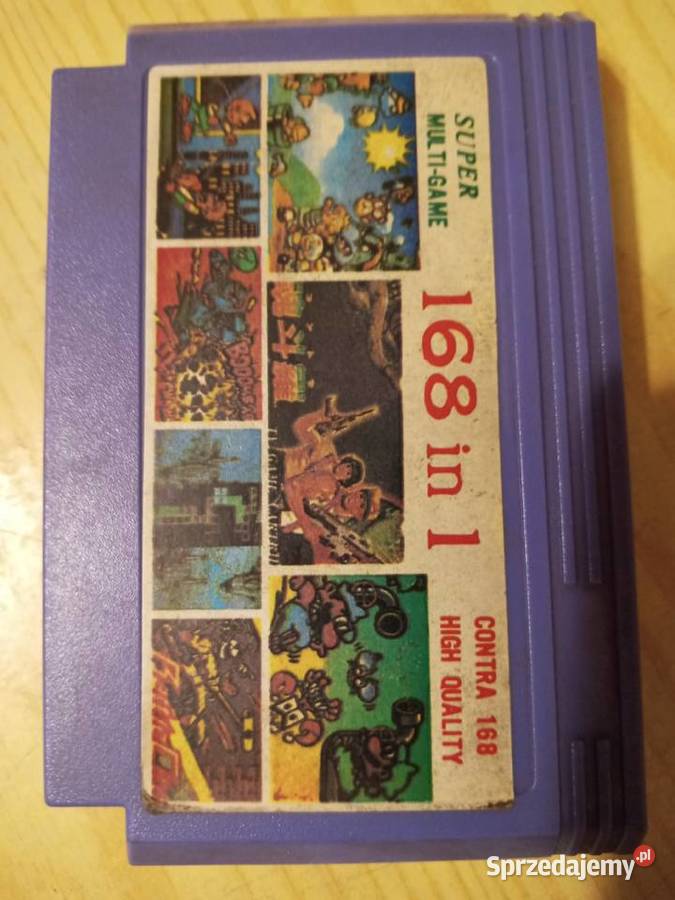 SUPER
MULTI-GAME
168 in 1
CONTRA 168
HIGH QUALITY
Sprzedajemy.pl